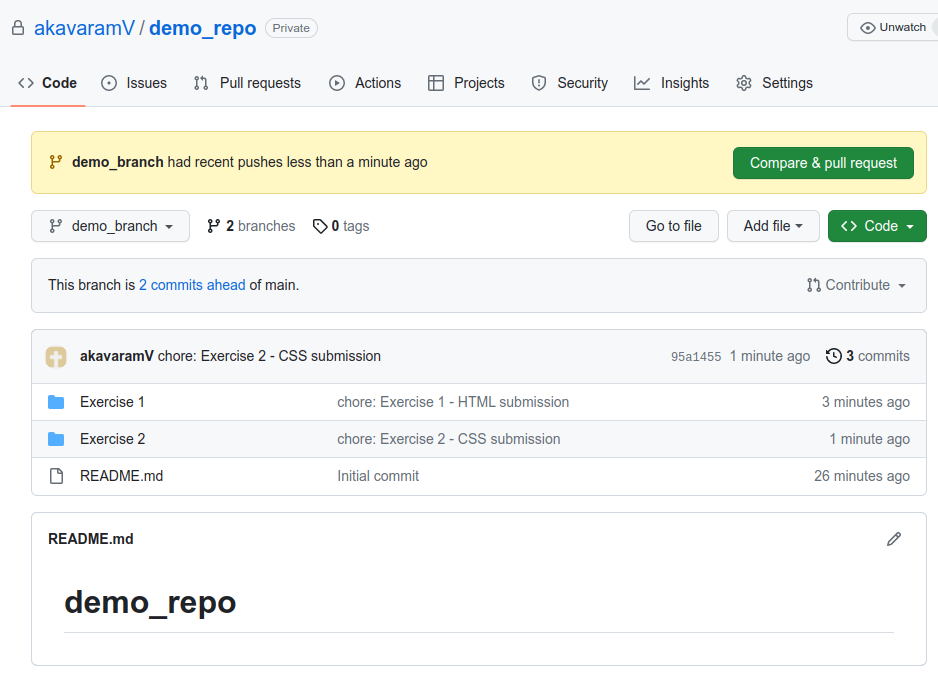 akavaramV / demo_repo Private Unwatch
Code Issues Pull requests Actions Projects Security Insights Settings
demo_branch had recent pushes less than a minute ago Compare & pull request
demo_branch 2 branches 0 tags Go to file Add file Code
This branch is 2 commits ahead of main. Contribute
akavaramV chore: Exercise 2 - CSS submission 95a1455 1 minute ago 3 commits
Exercise 1 chore: Exercise 1 - HTML submission 3 minutes ago
Exercise 2 chore: Exercise 2 - CSS submission 1 minute ago
README.md Initial commit 26 minutes ago
README.md
demo_repo